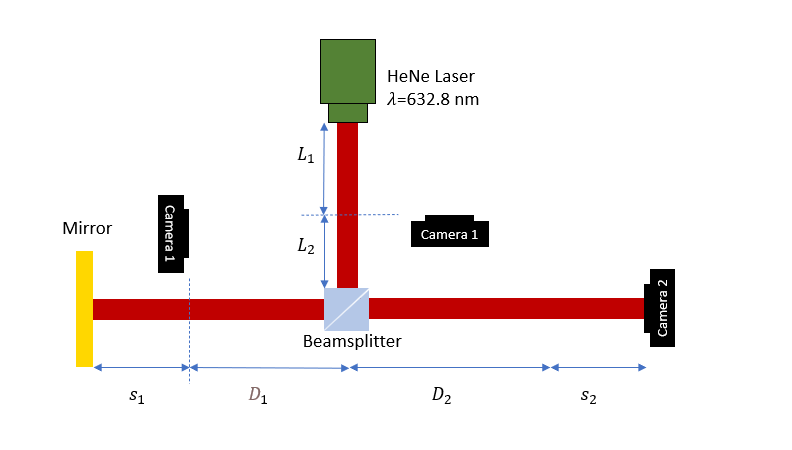 HeNe Laser
𝜆=632.8 nm
L₁
Camera 1
Mirror
Camera 1
L₂
Camera 2
Beamsplitter
s₁
D₁
D₂
s₂